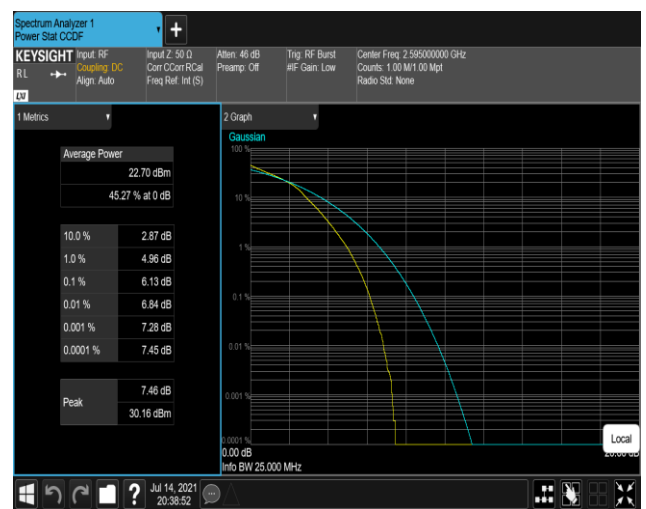 Spectrum Analyzer 1
Power Stat CCDF
+
KEYSIGHT Input: RF Input Z: 50 Ω Atten: 46 dB Trig: RF Burst Center Freq: 2.595000000 GHz
RL Coupling: DC Corr CCorr RCal Preamp: Off #IF Gain: Low Counts: 1.00 M/1.00 Mpt
Align: Auto Freq Ref: Int (S) Radio Std: None
LXI
1 Metrics
2 Graph
Average Power
22.70 dBm
45.27 % at 0 dB
10.0 % 2.87 dB
1.0 % 4.96 dB
0.1 % 6.13 dB
0.01 % 6.84 dB
0.001 % 7.28 dB
0.0001 % 7.45 dB
Peak
7.46 dB
30.16 dBm
Gaussian
100 %
10 %
1 %
0.1 %
0.01 %
0.001 %
0.0001 %
0.00 dB
Info BW 25.000 MHz
Local
?
Jul 14, 2021
20:38:52